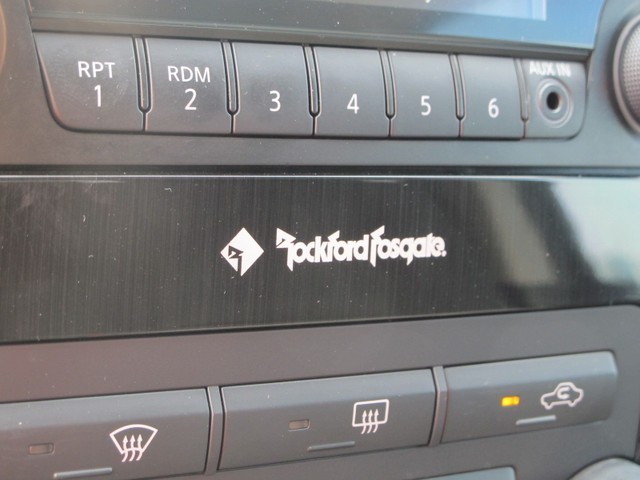 RPT RDM AUX IN
1 2 3 4 5 6
Rockford Fosgate